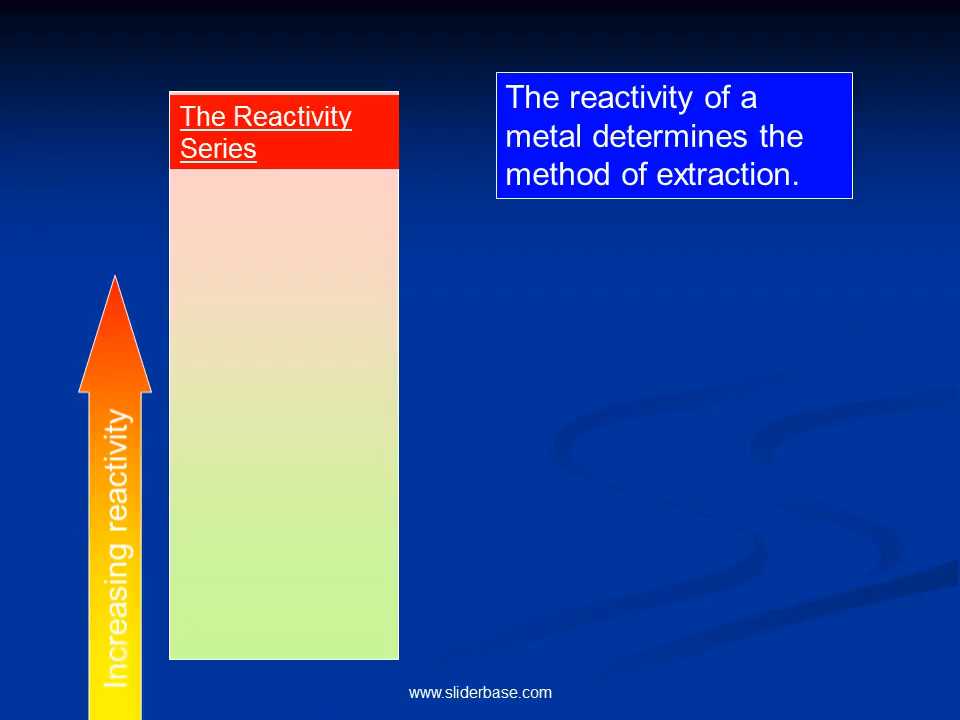 The Reactivity
Series
The reactivity of a
metal determines the
method of extraction.
Increasing reactivity
www.sliderbase.com